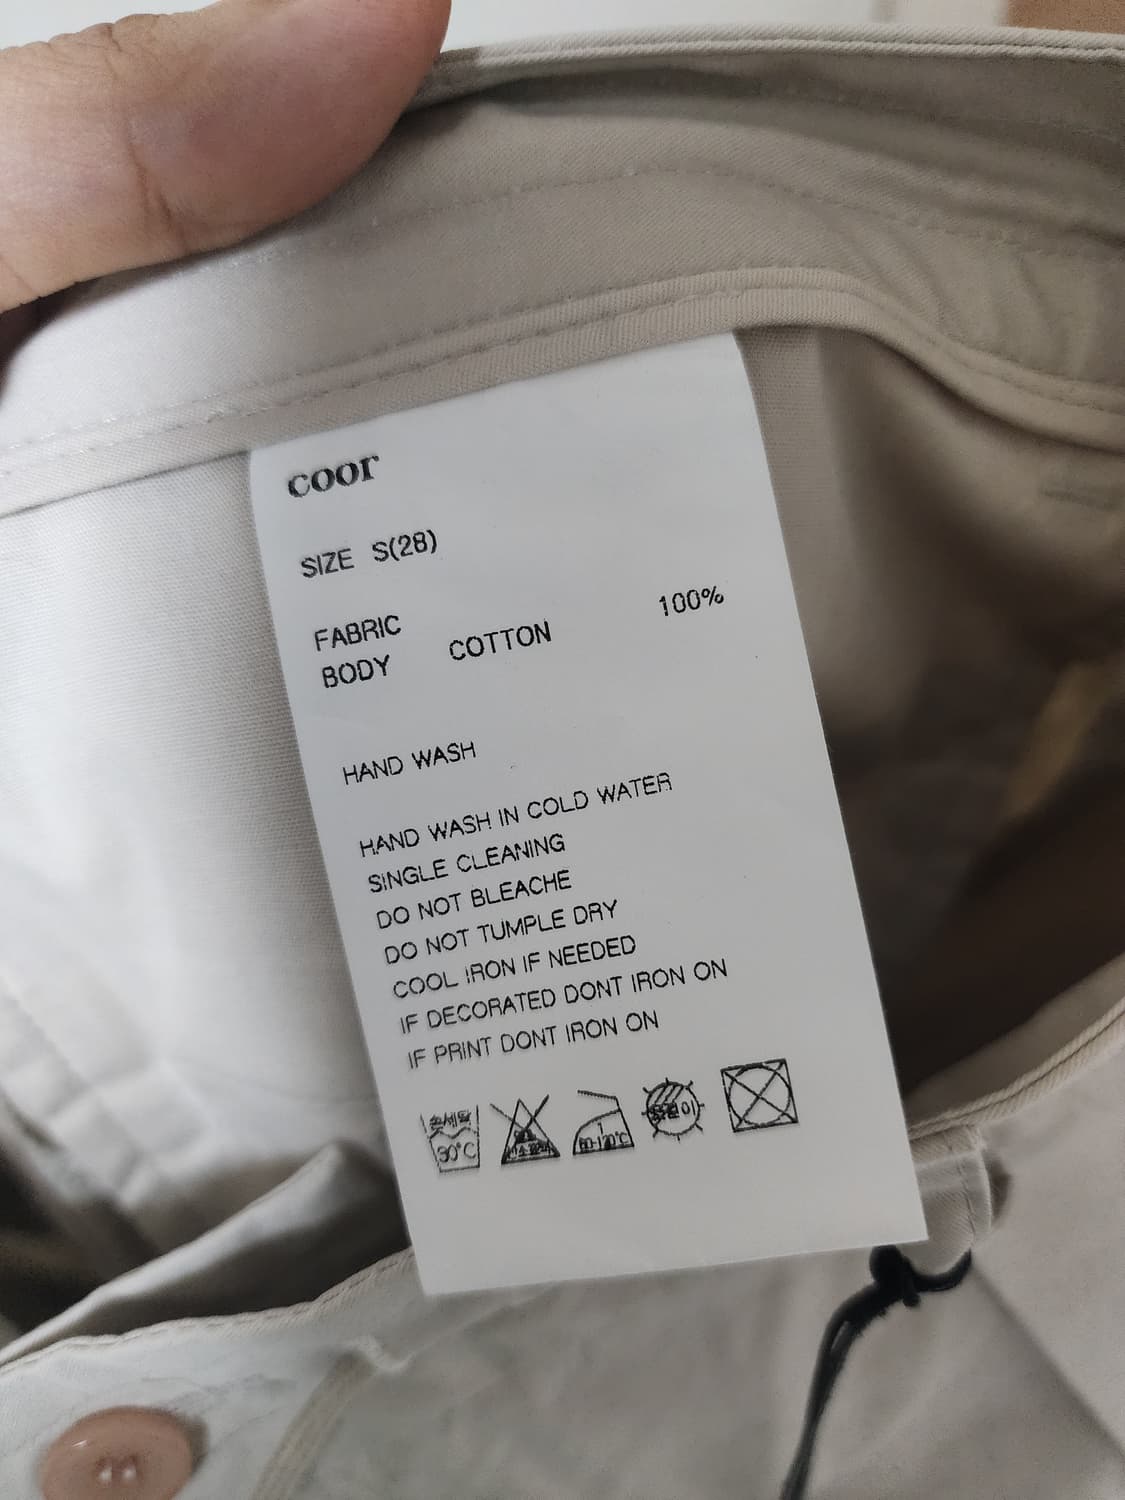 coor
SIZE S(28)
FABRIC
BODY COTTON 100%
HAND WASH
HAND WASH IN COLD WATER
SINGLE CLEANING
DO NOT BLEACHE
DO NOT TUMPLE DRY
COOL IRON IF NEEDED
IF DECORATED DONT IRON ON
IF PRINT DONT IRON ON
손세탁
30°C
80-120°C